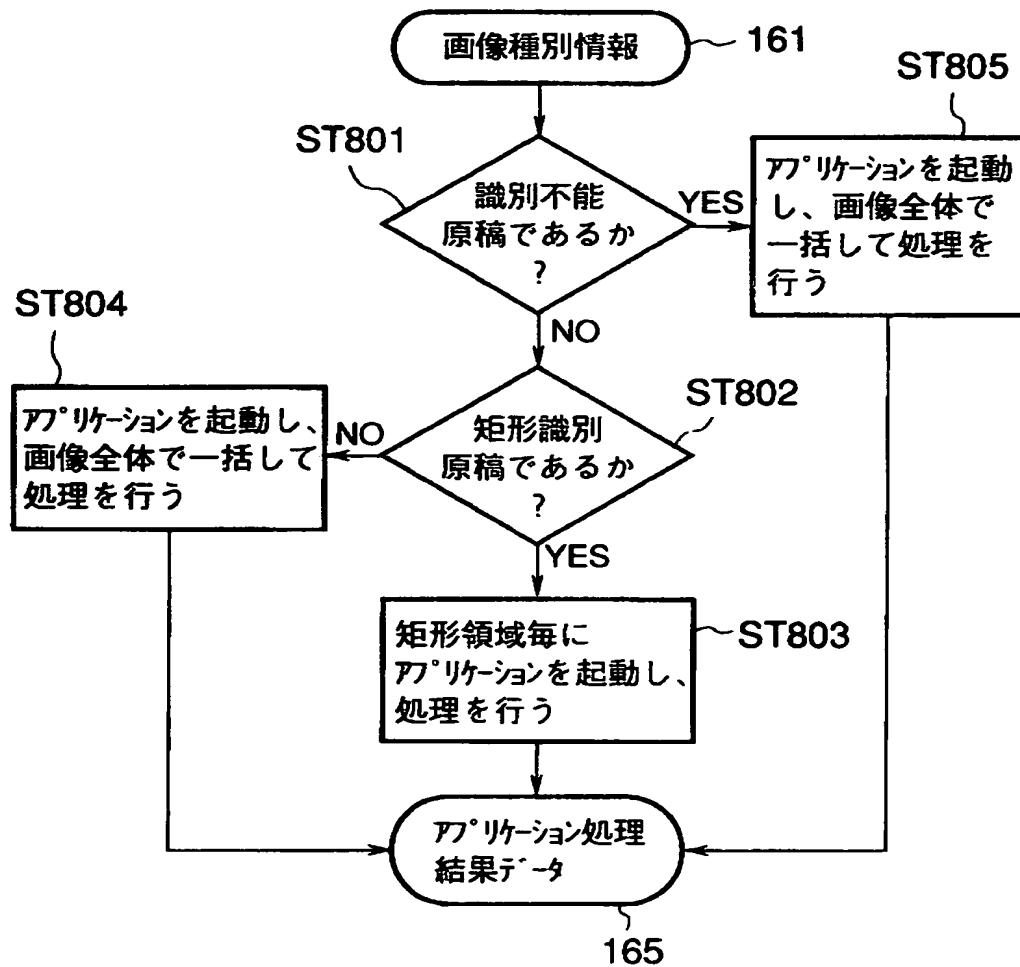 画像種別情報
161
ST805
ST801
識別不能
原稿であるか
?
YES
アプリケーションを起動
し、画像全体で
一括して処理を
行う
ST804
NO
ST802
アプリケーションを起動し、
画像全体で一括して
処理を行う
NO
矩形識別
原稿であるか
?
YES
矩形領域毎に
アプリケーションを起動し、
処理を行う
ST803
アプリケーション処理
結果データ
165